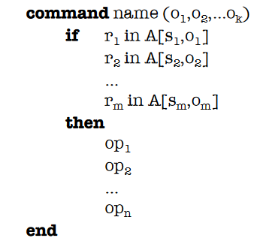 command name (o₁,o₂,...oₖ)
if r₁ in A[s₁,o₁]
r₂ in A[s₂,o₂]
...
rₘ in A[sₘ,oₘ]
then
op₁
op₂
...
opₙ
end